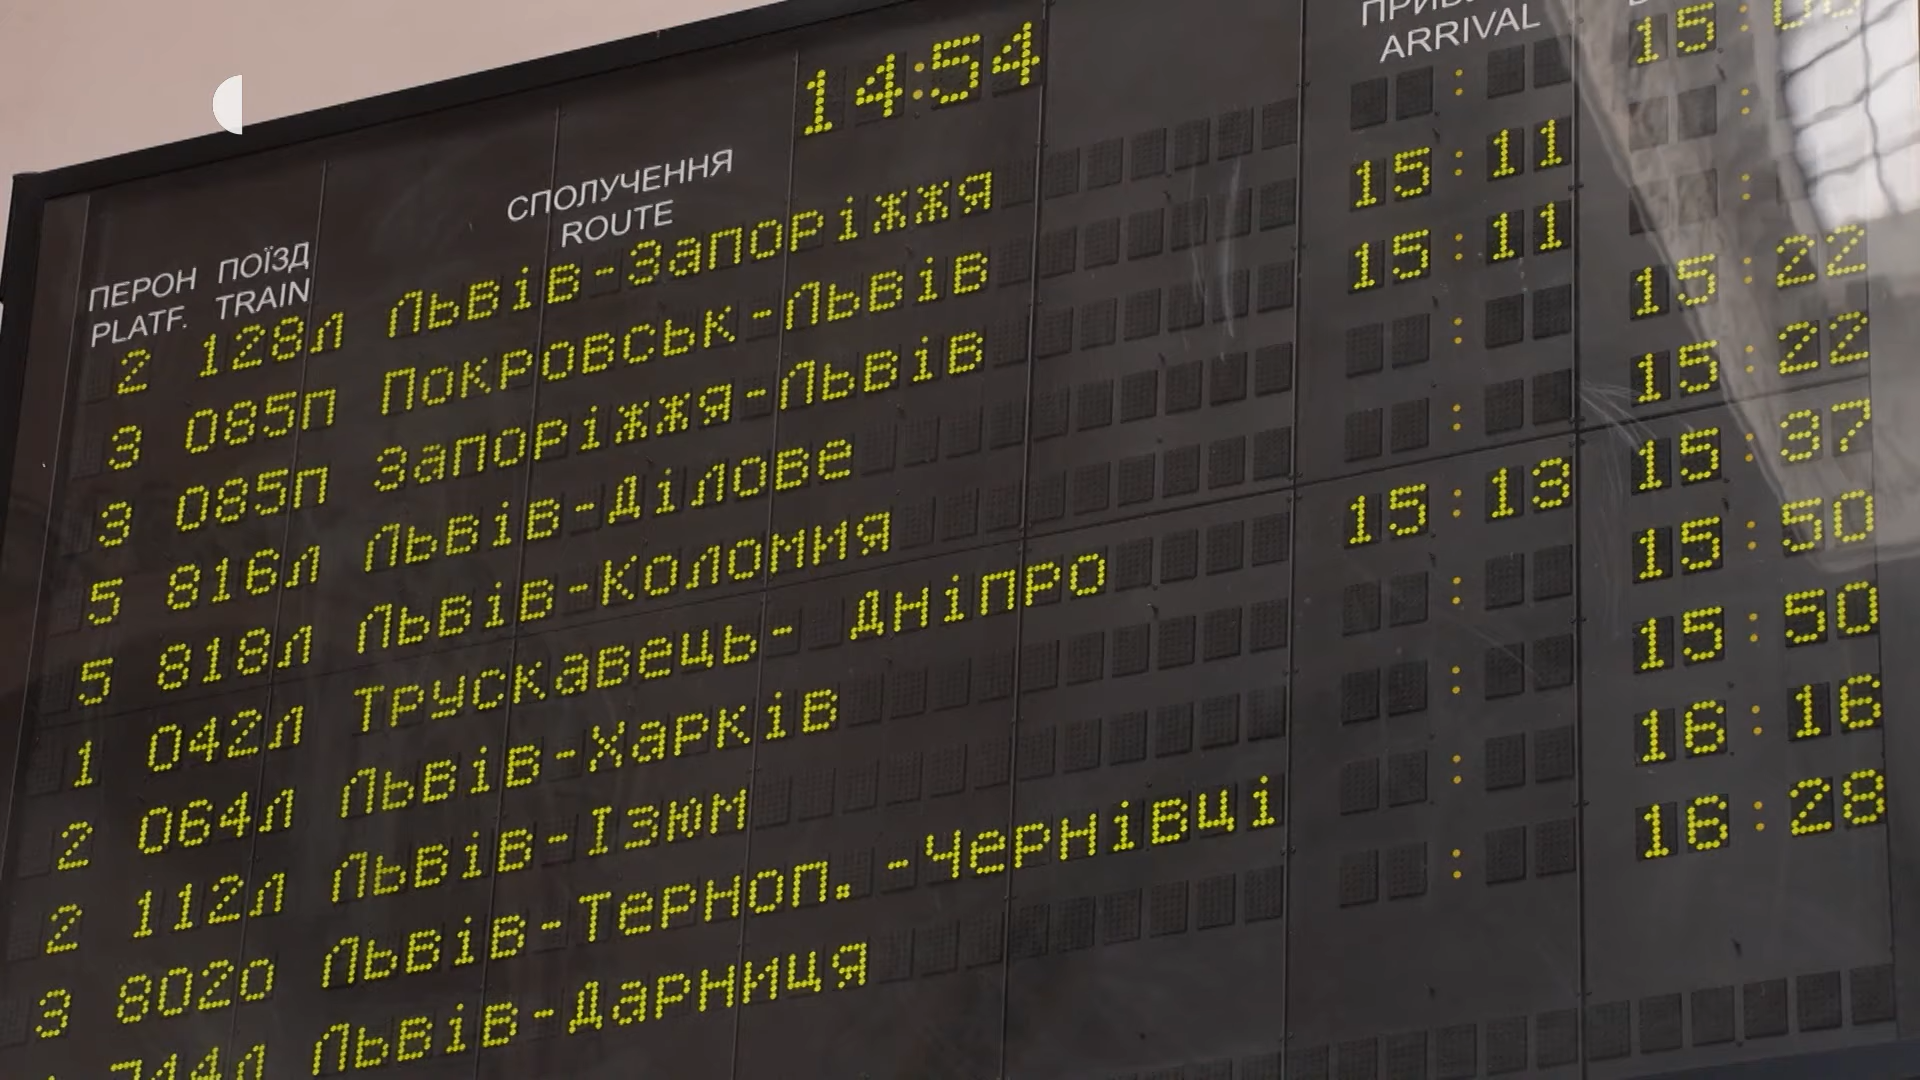 14:54
ARRIVAL
СПОЛУЧЕННЯ
ROUTE
ПЕРОН ПОЇЗД
PLATF. TRAIN
2 128Л Львів-Запоріжжя : 15:
3 085П Покровськ-Львів 15:11 :
3 085П Запоріжжя-Львів 15:11 :
5 816Л Львів-Ділове : 15:22
5 818Л Львів-Коломия : 15:22
1 042Л Трускавець- Дніпро 15:13 15:37
2 064Л Львів-Харків : 15:50
2 112Л Львів-Ізюм : 15:50
3 802о Львів-Терноп. -Чернівці : 16:16
744Л Львів-Дарниця : 16:28